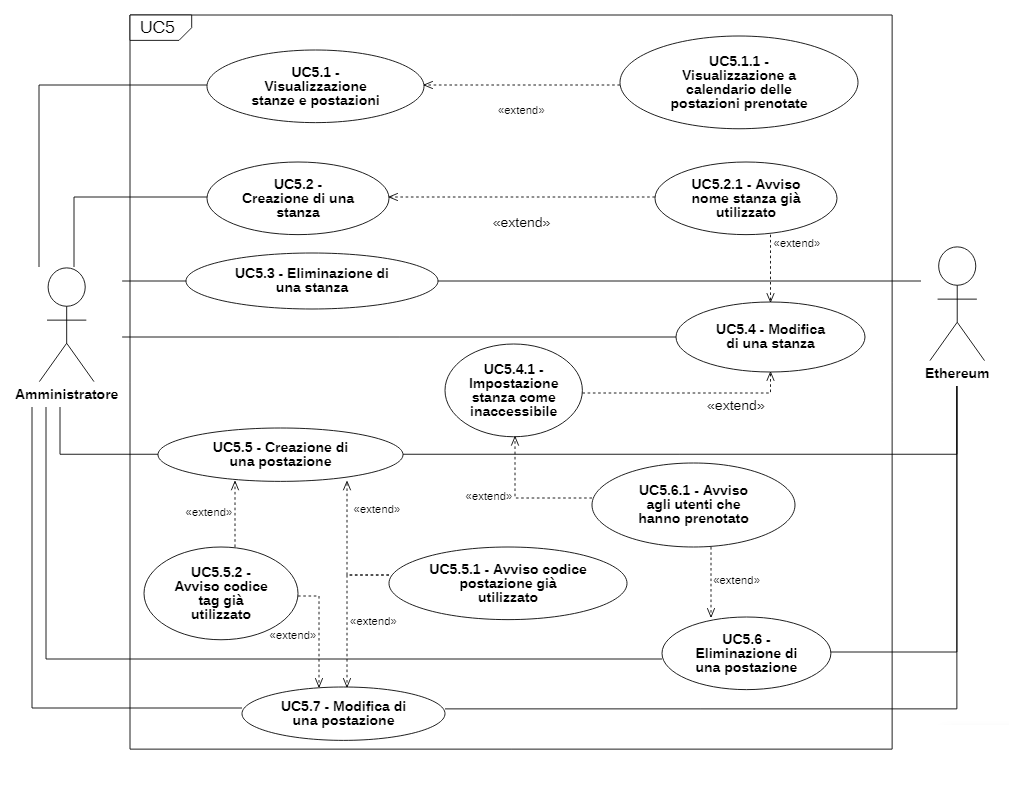 UC5
UC5.1 -
Visualizzazione
stanze e postazioni
«extend»
UC5.1.1 -
Visualizzazione a
calendario delle
postazioni prenotate
UC5.2 -
Creazione di una
stanza
«extend»
UC5.2.1 - Avviso
nome stanza già
utilizzato
«extend»
UC5.3 - Eliminazione di
una stanza
UC5.4 - Modifica
di una stanza
Amministratore
Ethereum
UC5.4.1 -
Impostazione
stanza come
inaccessibile
«extend»
UC5.5 - Creazione di
una postazione
«extend»
«extend»
«extend»
UC5.6.1 - Avviso
agli utenti che
hanno prenotato
UC5.5.2 -
Avviso codice
tag già
utilizzato
UC5.5.1 - Avviso codice
postazione già
utilizzato
«extend»
«extend»
«extend»
UC5.6 -
Eliminazione di
una postazione
UC5.7 - Modifica di
una postazione